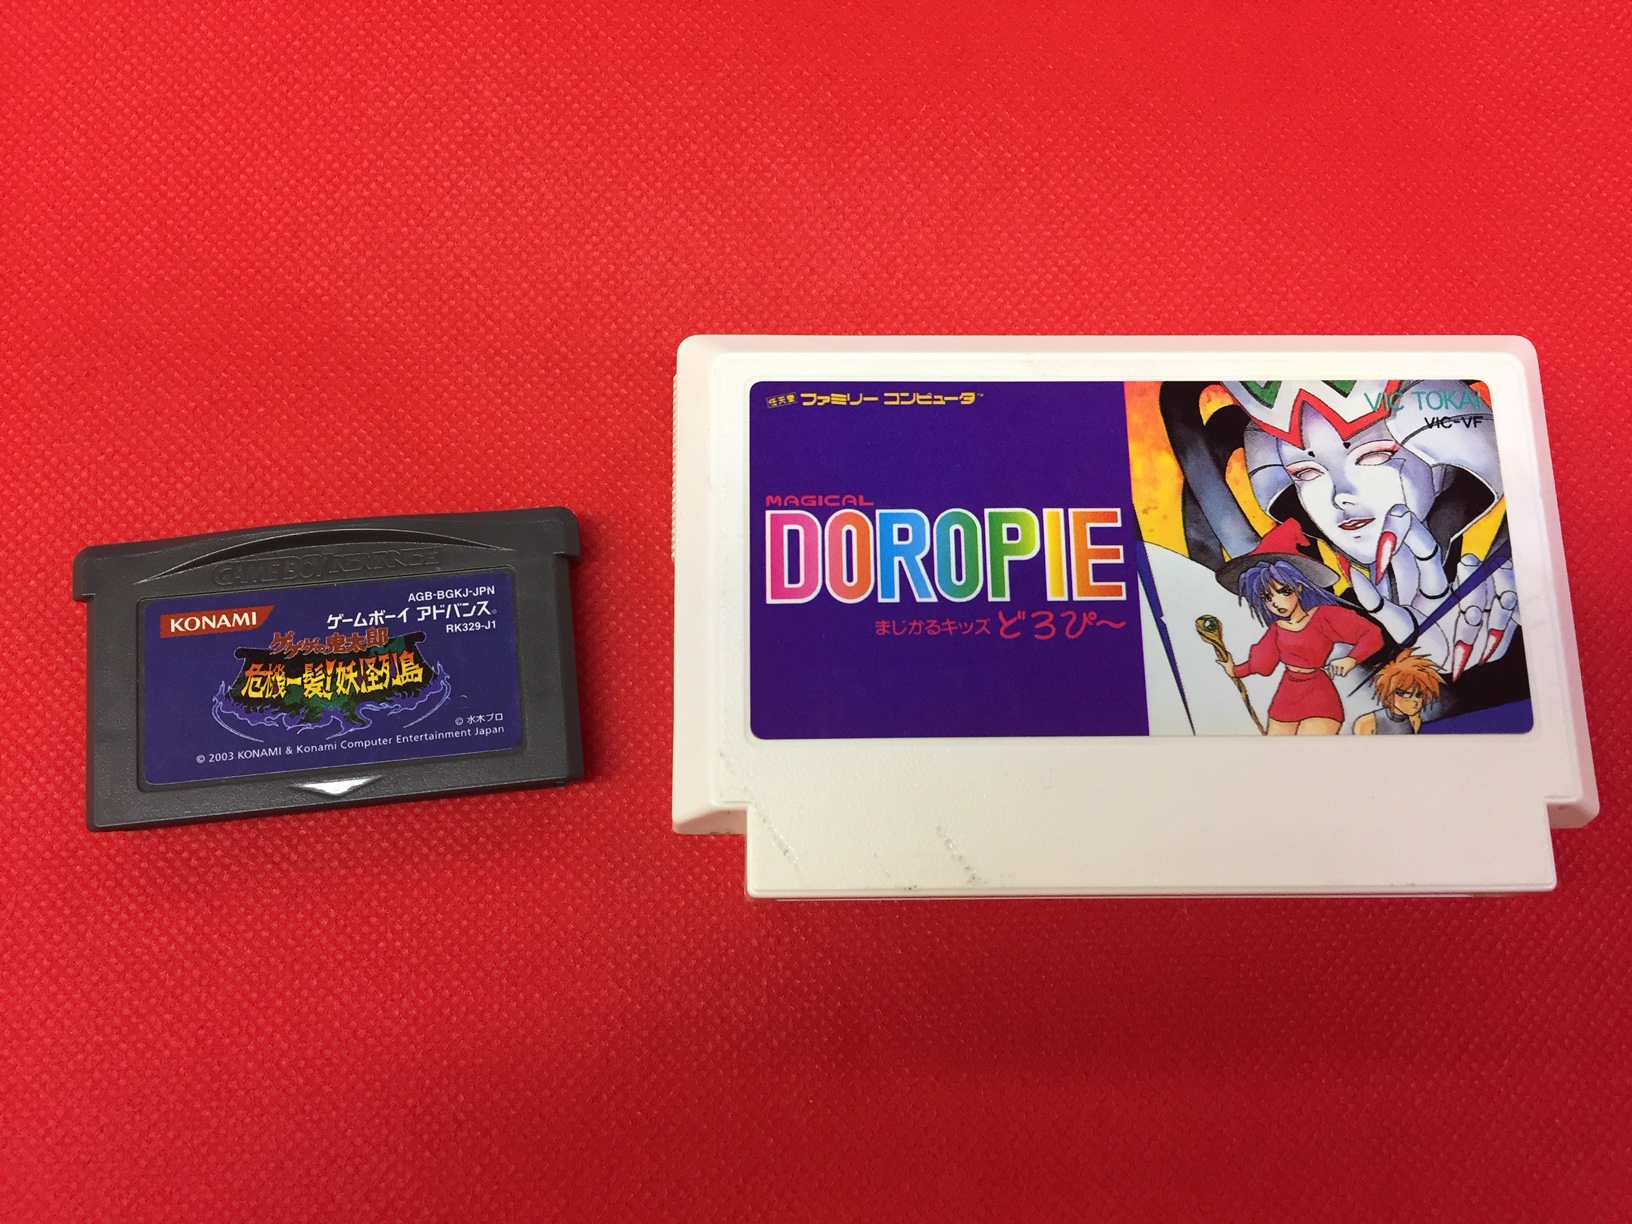 GAME BOY ADVANCE
KONAMI
AGB-BGKJ-JPN
ゲームボーイ アドバンス
RK329-J1
ゲゲゲの鬼太郎
危機一髪!妖怪列島
© 水木プロ
© 2003 KONAMI & Konami Computer Entertainment Japan
任天堂 ファミリー コンピュータ™
VIC TOKAI
VIC-VF
MAGICAL
DOROPIE
まじかるキッズ どろぴ〜